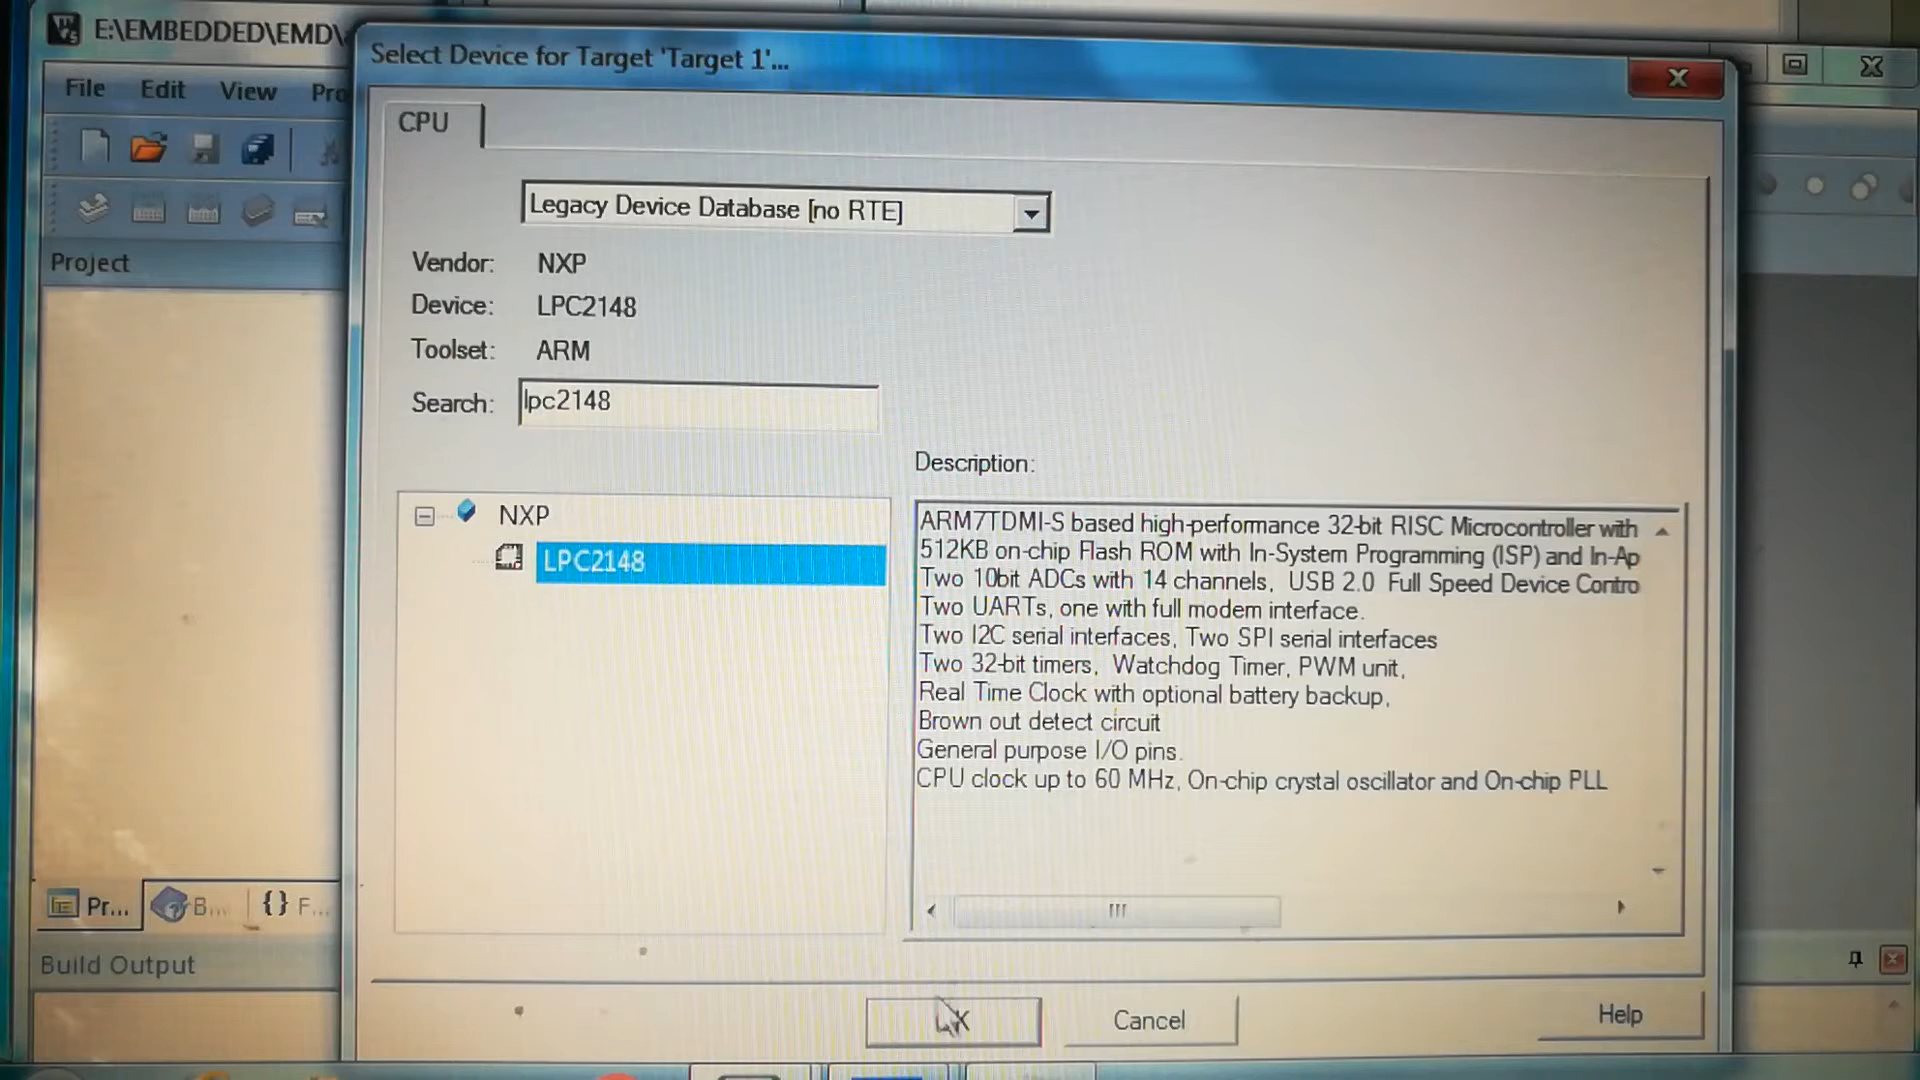 E:\EMBEDDED\EMD\
Select Device for Target 'Target 1'...
File Edit View Pro
CPU
Legacy Device Database [no RTE]
Project
Vendor: NXP
Device: LPC2148
Toolset: ARM
Search: lpc2148
Description:
NXP
LPC2148
ARM7TDMI-S based high-performance 32-bit RISC Microcontroller with
512KB on-chip Flash ROM with In-System Programming (ISP) and In-Ap
Two 10bit ADCs with 14 channels, USB 2.0 Full Speed Device Contro
Two UARTs, one with full modem interface.
Two I2C serial interfaces, Two SPI serial interfaces
Two 32-bit timers, Watchdog Timer, PWM unit,
Real Time Clock with optional battery backup,
Brown out detect circuit
General purpose I/O pins.
CPU clock up to 60 MHz, On-chip crystal oscillator and On-chip PLL
Pr... B... {} F...
Build Output
Cancel
Help